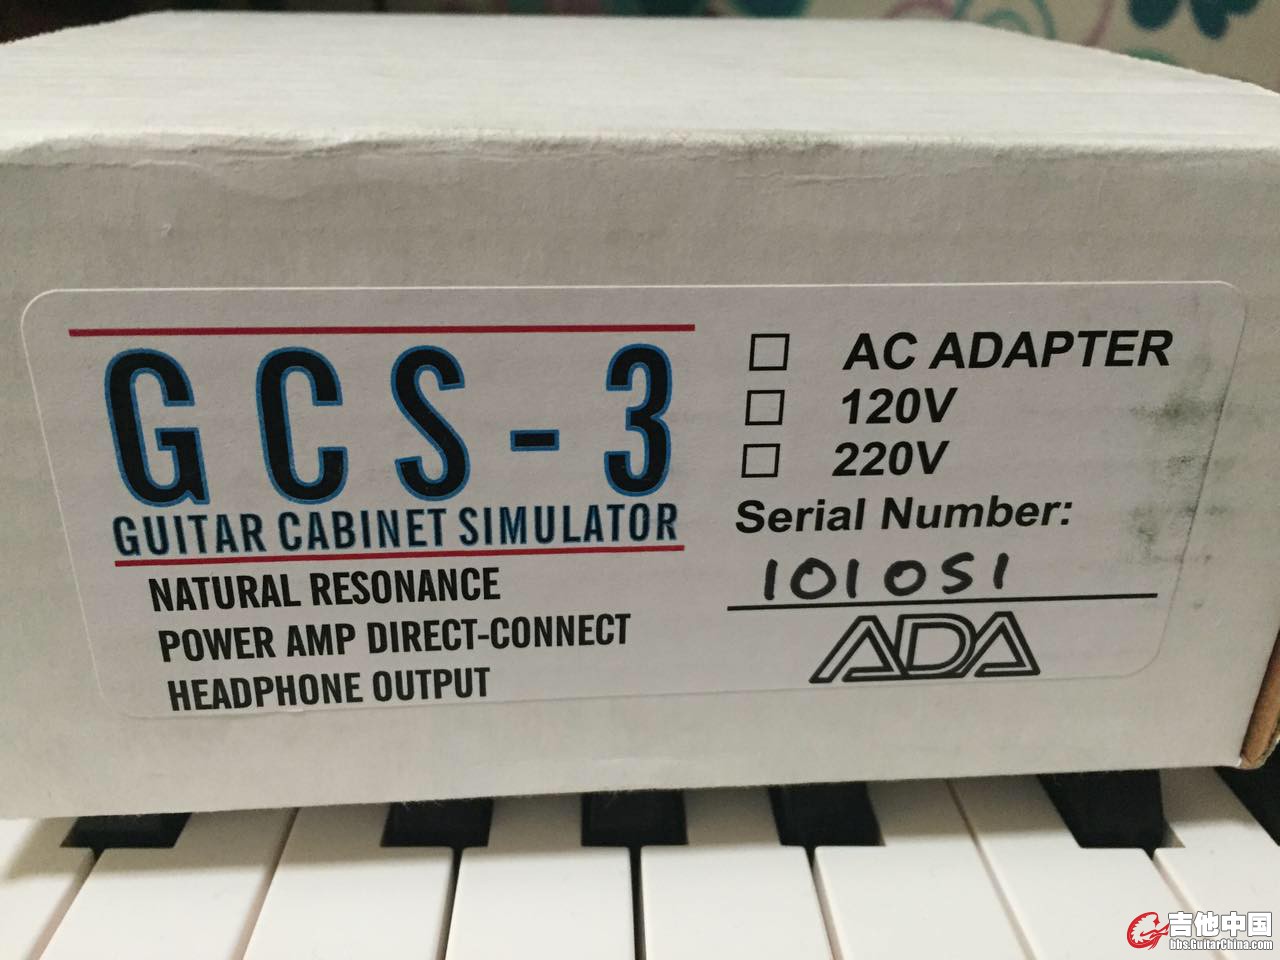 GCS-3
GUITAR CABINET SIMULATOR
NATURAL RESONANCE
POWER AMP DIRECT-CONNECT
HEADPHONE OUTPUT
AC ADAPTER
120V
220V
Serial Number:
101051
ADA
吉他中国
bbs.GuitarChina.com